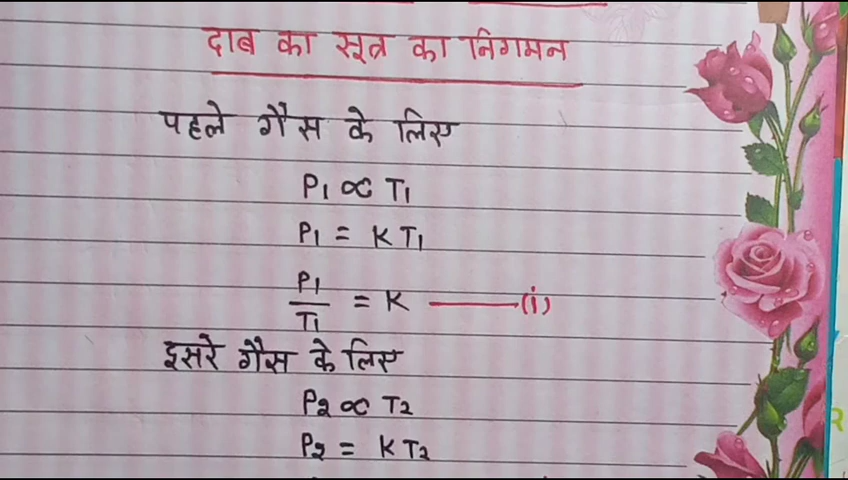 दाब का सूत्र का निगमन
पहले गैस के लिए
P₁ ∝ T₁
P₁ = KT₁
P₁/T₁ = K ——(i)
दुसरे गैस के लिए
P₂ ∝ T₂
P₂ = KT₂